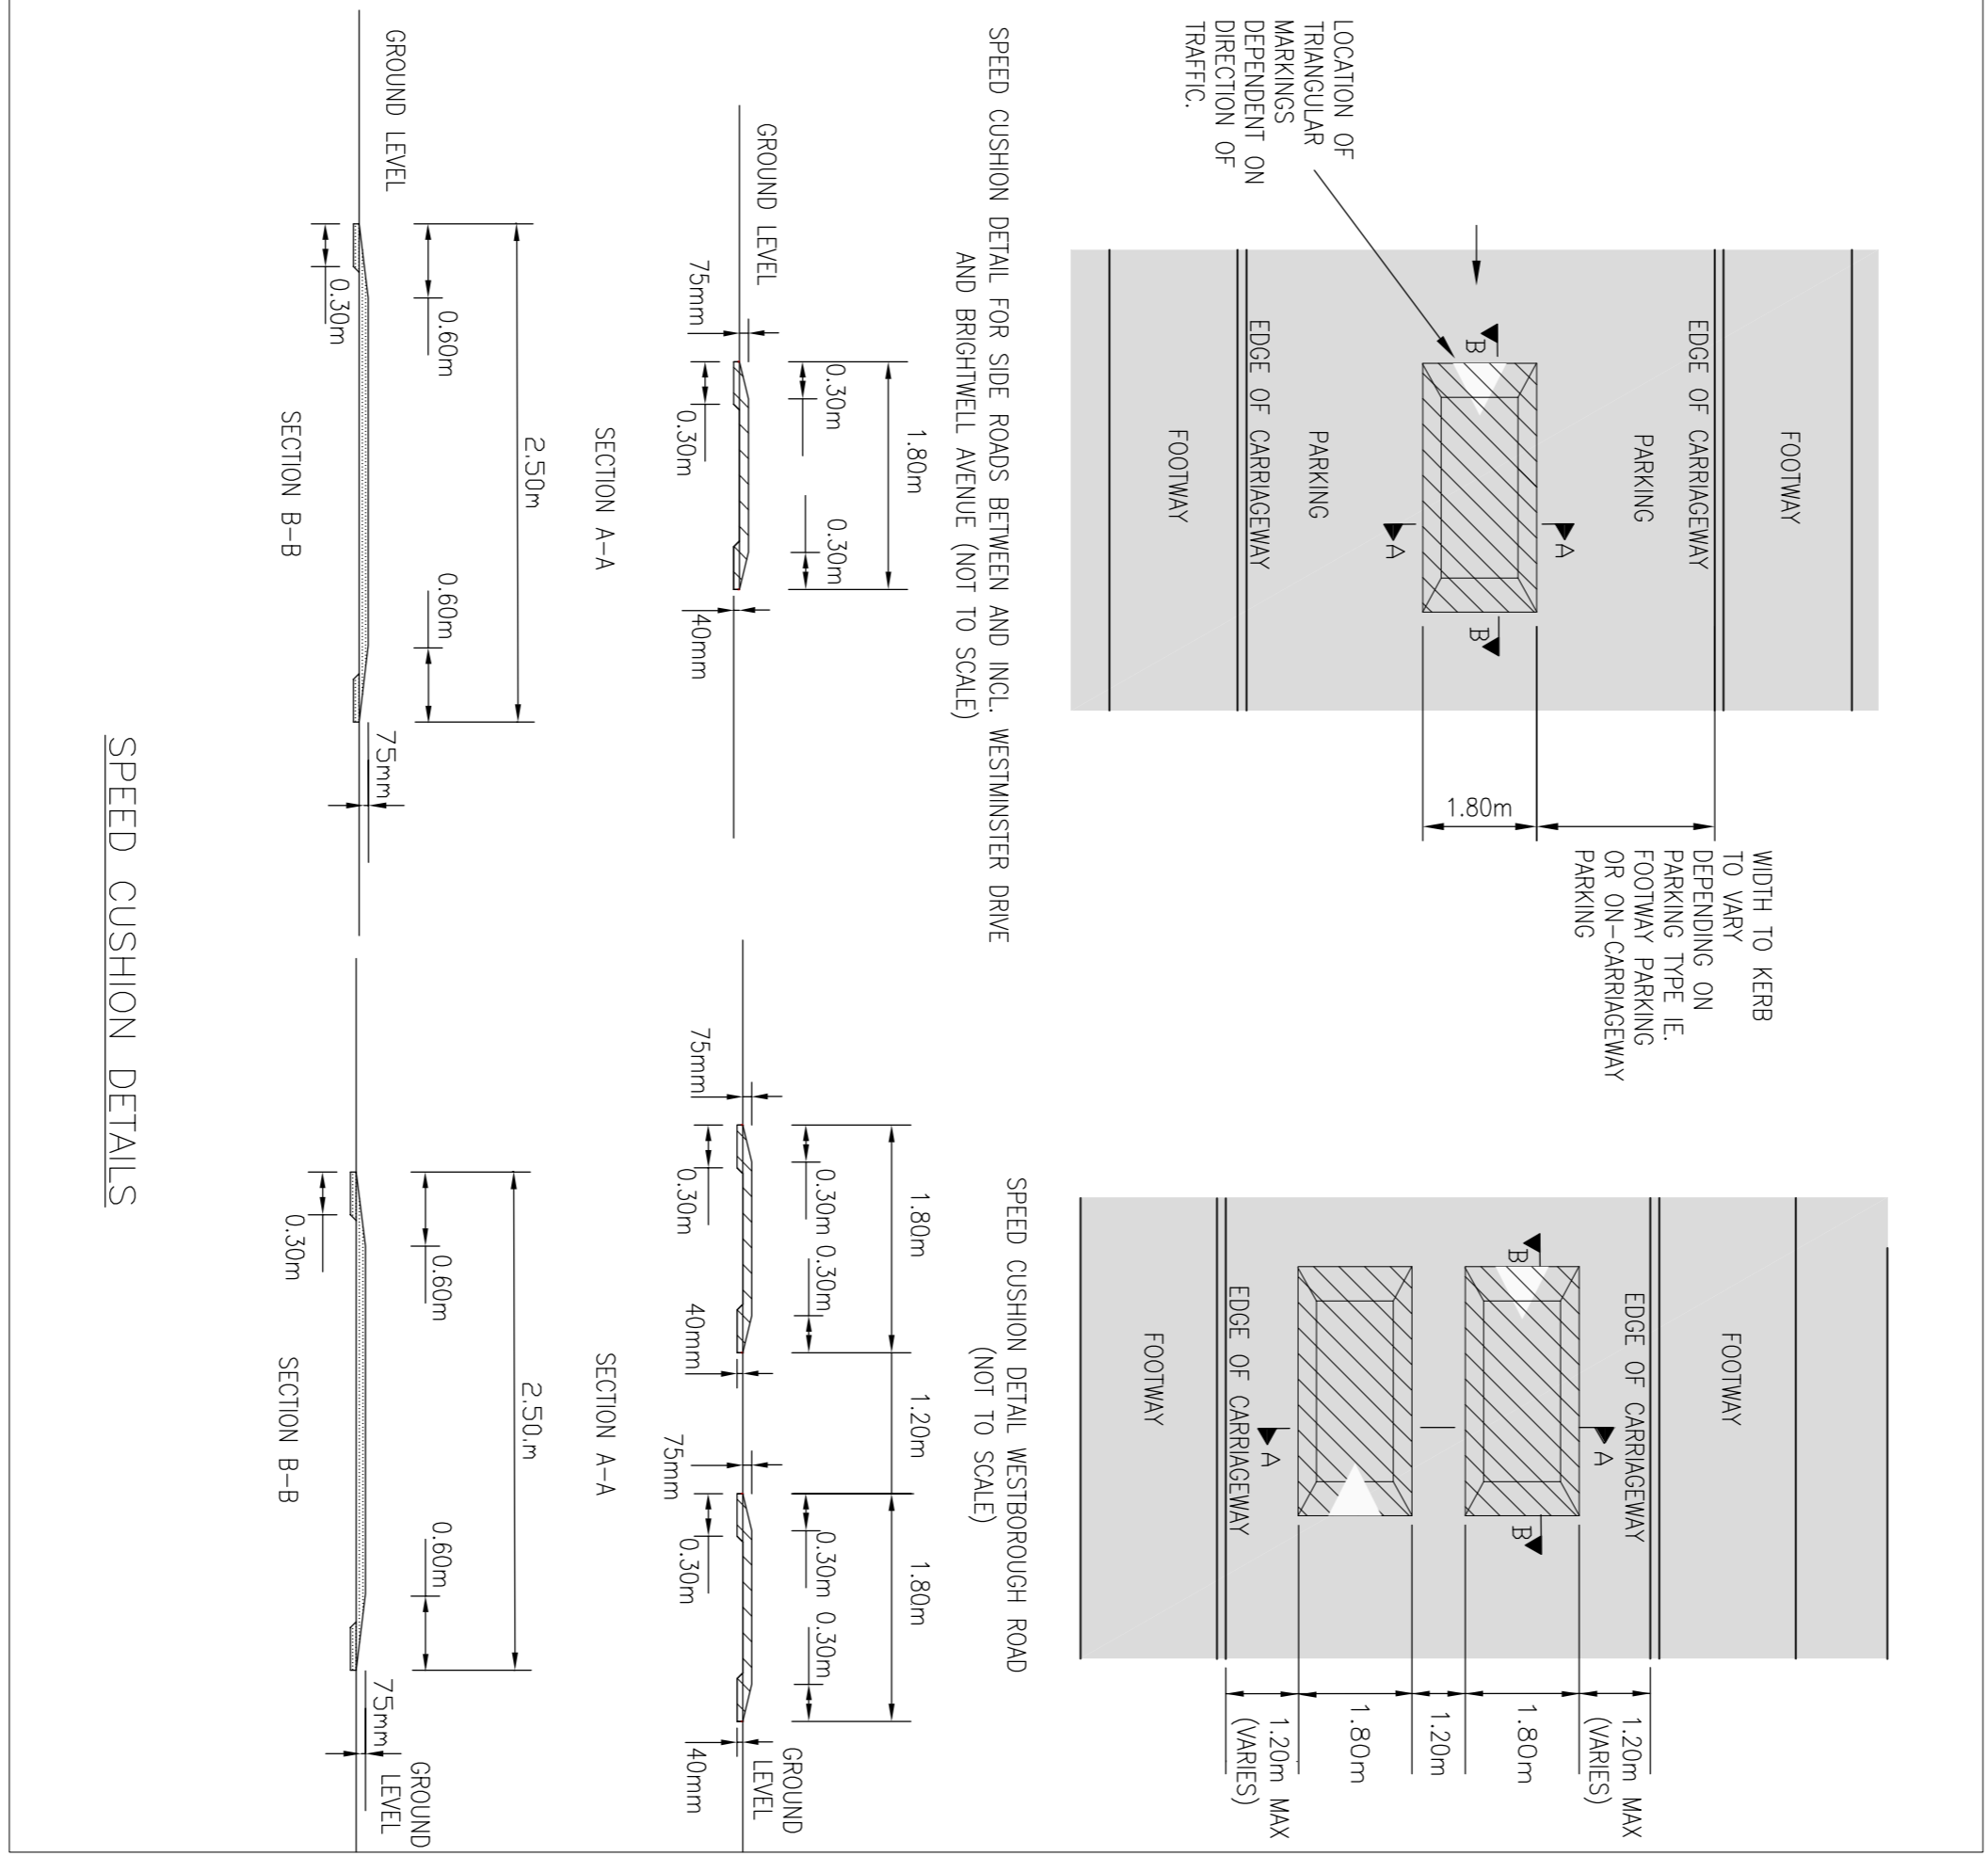 FOOTWAY
EDGE OF CARRIAGEWAY
PARKING
WIDTH TO KERB
TO VARY
DEPENDING ON
PARKING TYPE IE.
FOOTWAY PARKING
OR ON-CARRIAGEWAY
PARKING
A
A
B
B
1.80m
PARKING
EDGE OF CARRIAGEWAY
FOOTWAY
LOCATION OF
TRIANGULAR
MARKINGS
DEPENDENT ON
DIRECTION OF
TRAFFIC.
SPEED CUSHION DETAIL FOR SIDE ROADS BETWEEN AND INCL. WESTMINSTER DRIVE
AND BRIGHTWELL AVENUE (NOT TO SCALE)
1.80m
0.30m
0.30m
GROUND LEVEL
75mm
0.30m
40mm
SECTION A-A
2.50m
0.60m
0.60m
GROUND LEVEL
75mm
0.30m
SECTION B-B
FOOTWAY
EDGE OF CARRIAGEWAY
1.20m MAX
(VARIES)
A
B
B
1.80m
1.20m
1.80m
1.20m MAX
(VARIES)
A
EDGE OF CARRIAGEWAY
FOOTWAY
SPEED CUSHION DETAIL WESTBOROUGH ROAD
(NOT TO SCALE)
1.80m
1.20m
1.80m
0.30m
0.30m
0.30m
0.30m
GROUND
LEVEL
75mm
0.30m
40mm
75mm
0.30m
40mm
SECTION A-A
2.50.m
0.60m
0.60m
GROUND
LEVEL
75mm
0.30m
SECTION B-B
SPEED CUSHION DETAILS